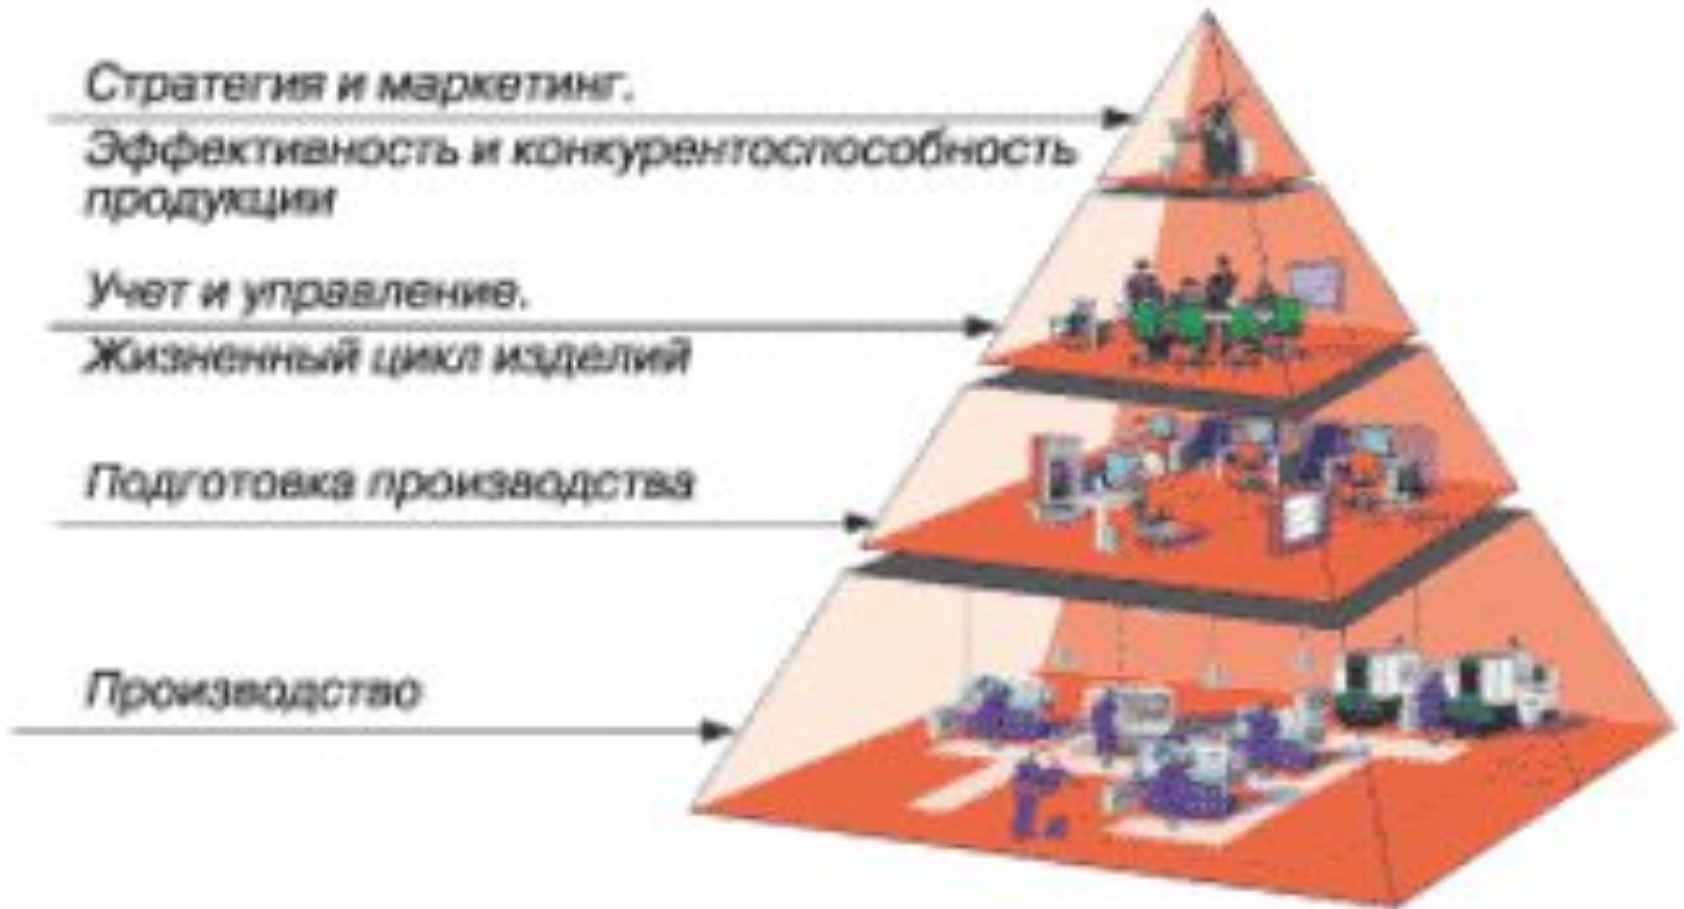 Стратегия и маркетинг.
Эффективность и конкурентоспособность
продукции
Учет и управление.
Жизненный цикл изделий
Подготовка производства
Производство